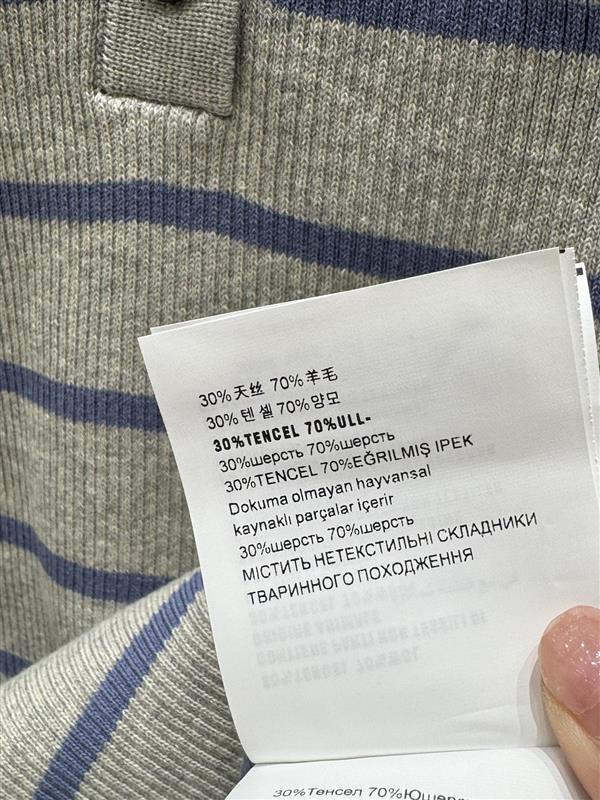 30%天丝 70%羊毛
30% 텐 셀 70%양모
30%TENCEL 70%ULL-
30%шерсть 70%шерсть
30%TENCEL 70%EĞRILMIŞ IPEK
Dokuma olmayan hayvansal
kaynaklı parçalar içerir
30%шерсть 70%шерсть
МІСТИТЬ НЕТЕКСТИЛЬНІ СКЛАДНИКИ
ТВАРИННОГО ПОХОДЖЕННЯ
30%Тенсел